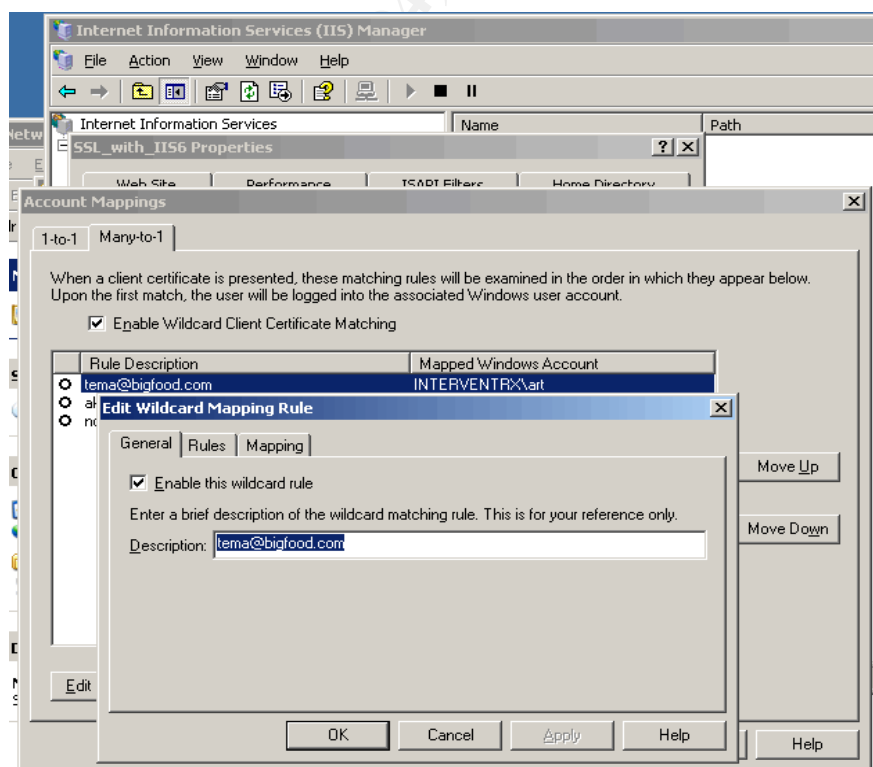 Internet Information Services (IIS) Manager
File Action View Window Help
Internet Information Services
Name
Path
SSL_with_IIS6 Properties
Web Site Performance ISAPI Filters Home Directory
Account Mappings
1-to-1 Many-to-1
When a client certificate is presented, these matching rules will be examined in the order in which they appear below.
Upon the first match, the user will be logged into the associated Windows user account.
Enable Wildcard Client Certificate Matching
Rule Description Mapped Windows Account
tema@bigfood.com INTERVENTRX\art
Edit Wildcard Mapping Rule
General Rules Mapping
Enable this wildcard rule
Enter a brief description of the wildcard matching rule. This is for your reference only.
Description: tema@bigfood.com
Move Up
Move Down
Edit
OK Cancel Apply Help
Help